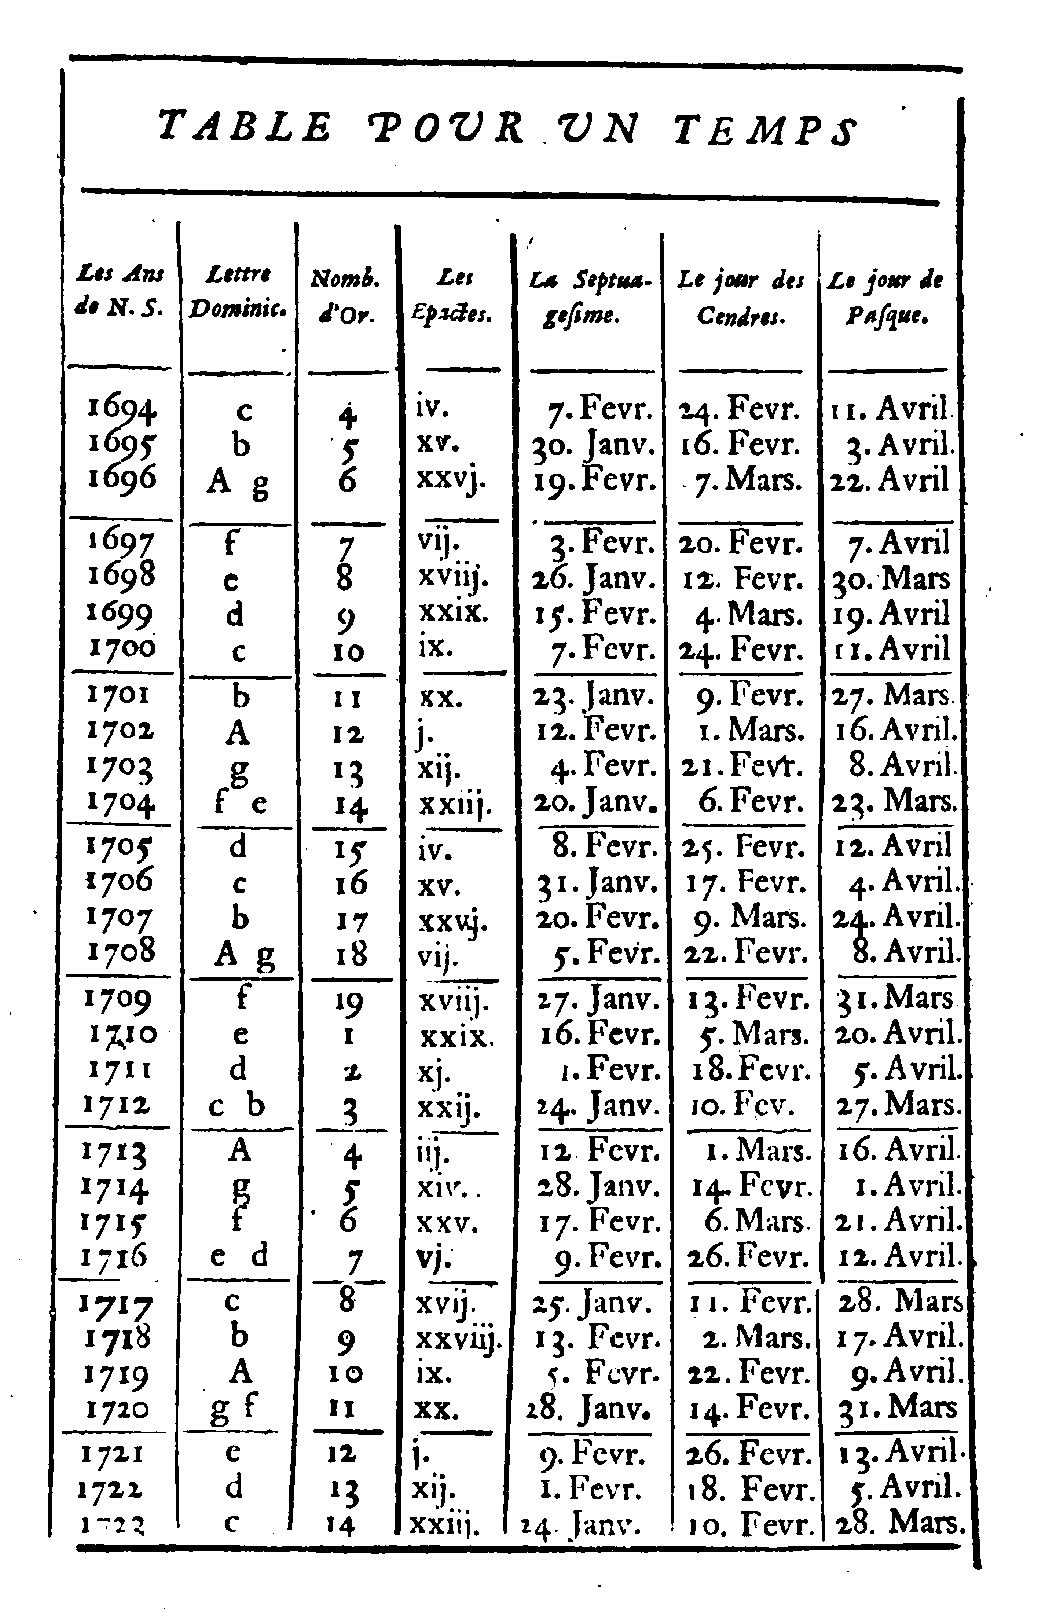 TABLE POUR UN TEMPS
Les Ans Lettre Nomb. Les La Septua- Le jour des Le jour de
de N. S. Dominic. d'Or. Epactes. gesime. Cendres. Pasque.
1694 c 4 iv. 7. Fevr. 24. Fevr. 11. Avril.
1695 b 5 xv. 30. Janv. 16. Fevr. 3. Avril.
1696 A g 6 xxvj. 19. Fevr. 7. Mars. 22. Avril
1697 f 7 vij. 3. Fevr. 20. Fevr. 7. Avril
1698 e 8 xviij. 26. Janv. 12. Fevr. 30. Mars
1699 d 9 xxix. 15. Fevr. 4. Mars. 19. Avril
1700 c 10 ix. 7. Fevr. 24. Fevr. 11. Avril
1701 b 11 xx. 23. Janv. 9. Fevr. 27. Mars.
1702 A 12 j. 12. Fevr. 1. Mars. 16. Avril.
1703 g 13 xij. 4. Fevr. 21. Fevr. 8. Avril.
1704 f e 14 xxiij. 20. Janv. 6. Fevr. 23. Mars.
1705 d 15 iv. 8. Fevr. 25. Fevr. 12. Avril
1706 c 16 xv. 31. Janv. 17. Fevr. 4. Avril.
1707 b 17 xxvj. 20. Fevr. 9. Mars. 24. Avril.
1708 A g 18 vij. 5. Fevr. 22. Fevr. 8. Avril.
1709 f 19 xviij. 27. Janv. 13. Fevr. 31. Mars
1710 e 1 xxix. 16. Fevr. 5. Mars. 20. Avril.
1711 d 2 xj. 1. Fevr. 18. Fevr. 5. Avril.
1712 c b 3 xxij. 24. Janv. 10. Fev. 27. Mars.
1713 A 4 iij. 12 Fevr. 1. Mars. 16. Avril.
1714 g 5 xiv. 28. Janv. 14. Fevr. 1. Avril.
1715 f 6 xxv. 17. Fevr. 6. Mars. 21. Avril.
1716 e d 7 vj. 9. Fevr. 26. Fevr. 12. Avril.
1717 c 8 xvij. 25. Janv. 11. Fevr. 28. Mars
1718 b 9 xxviij. 13. Fevr. 2. Mars. 17. Avril.
1719 A 10 ix. 5. Fevr. 22. Fevr. 9. Avril.
1720 g f 11 xx. 28. Janv. 14. Fevr. 31. Mars
1721 e 12 j. 9. Fevr. 26. Fevr. 13. Avril.
1722 d 13 xij. 1. Fevr. 18. Fevr. 5. Avril.
1723 c 14 xxiij. 24. Janv. 10. Fevr. 28. Mars.